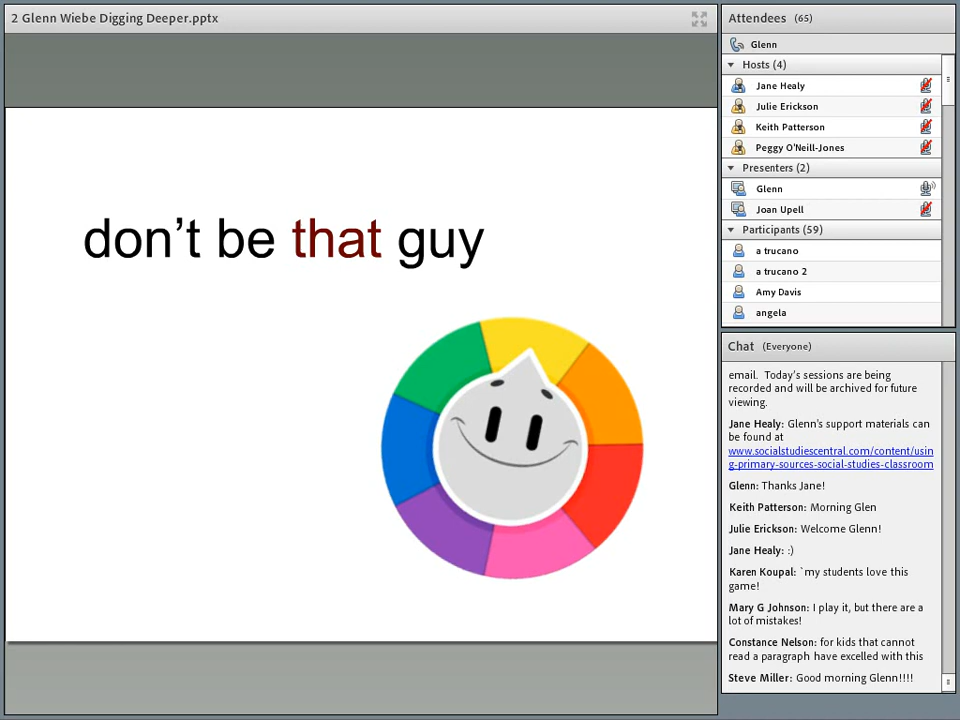 2 Glenn Wiebe Digging Deeper.pptx
don't be that guy
Attendees (65)
Glenn
Hosts (4)
Jane Healy
Julie Erickson
Keith Patterson
Peggy O'Neill-Jones
Presenters (2)
Glenn
Joan Upell
Participants (59)
a trucano
a trucano 2
Amy Davis
angela
Chat (Everyone)
email. Today's sessions are being
recorded and will be archived for future
viewing.
Jane Healy: Glenn's support materials can
be found at
www.socialstudiescentral.com/content/usin
g-primary-sources-social-studies-classroom
Glenn: Thanks Jane!
Keith Patterson: Morning Glen
Julie Erickson: Welcome Glenn!
Jane Healy: :)
Karen Koupal: `my students love this
game!
Mary G Johnson: I play it, but there are a
lot of mistakes!
Constance Nelson: for kids that cannot
read a paragraph have excelled with this
Steve Miller: Good morning Glenn!!!!